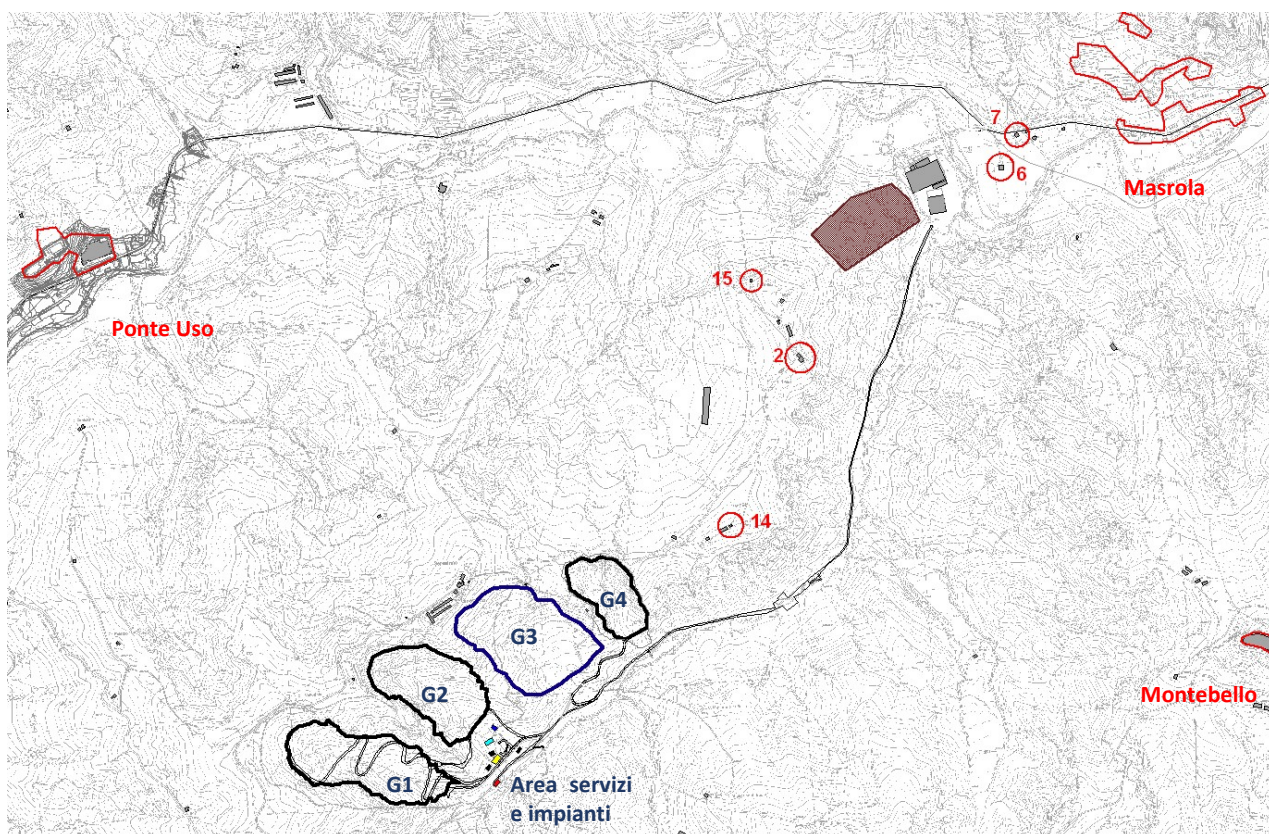 7
6
Masrola
15
Ponte Uso
2
14
G4
G3
G2
Montebello
G1
Area servizi
e impianti